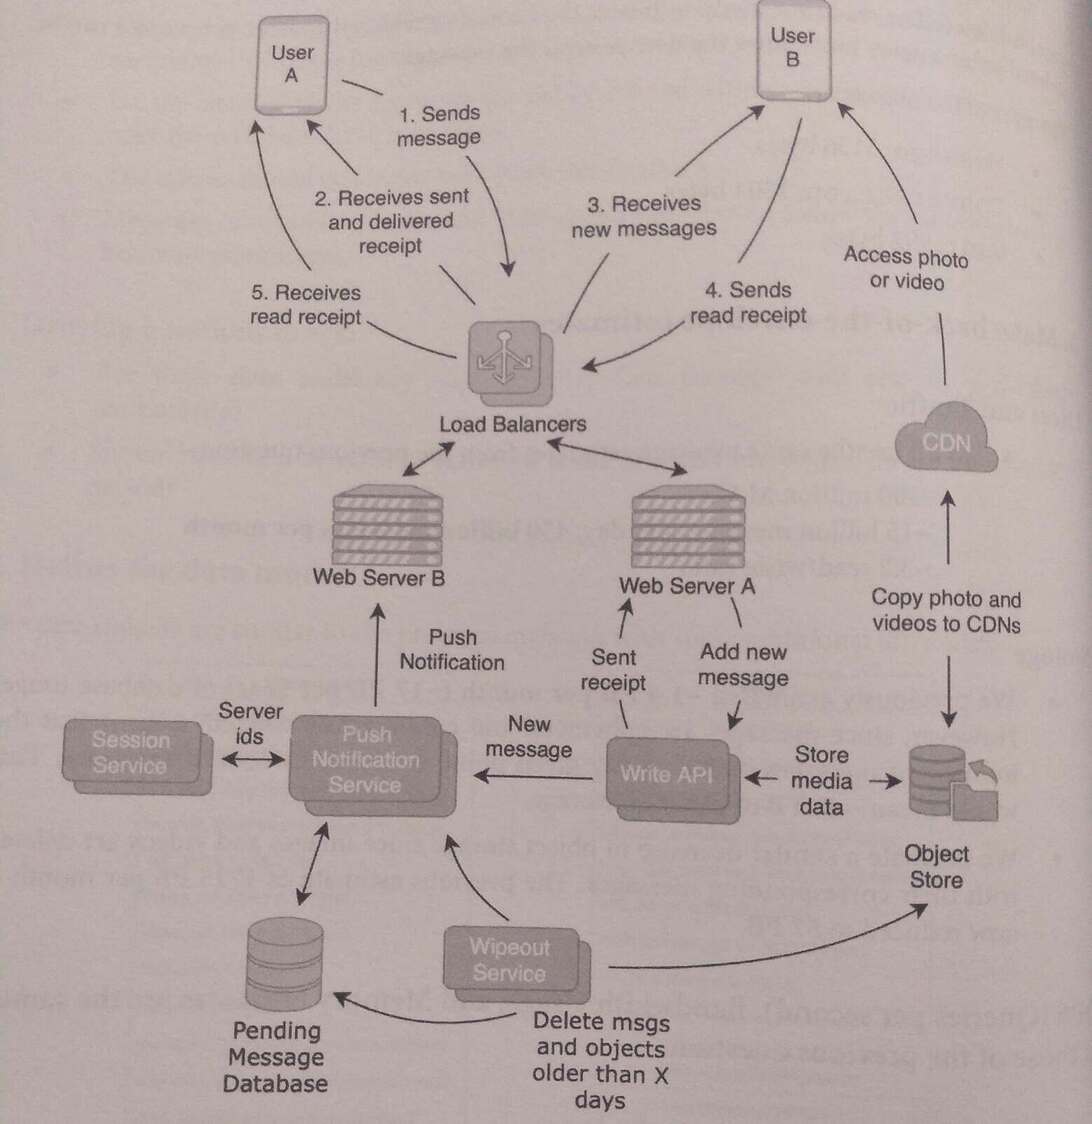 User
A
User
B
1. Sends
message
2. Receives sent
and delivered
receipt
3. Receives
new messages
Access photo
or video
5. Receives
read receipt
4. Sends
read receipt
Load Balancers
CDN
Web Server B
Web Server A
Copy photo and
videos to CDNs
Push
Notification
Sent
receipt
Add new
message
Server
ids
New
message
Session
Service
Push
Notification
Service
Write API
Store
media
data
Object
Store
Wipeout
Service
Pending
Message
Database
Delete msgs
and objects
older than X
days